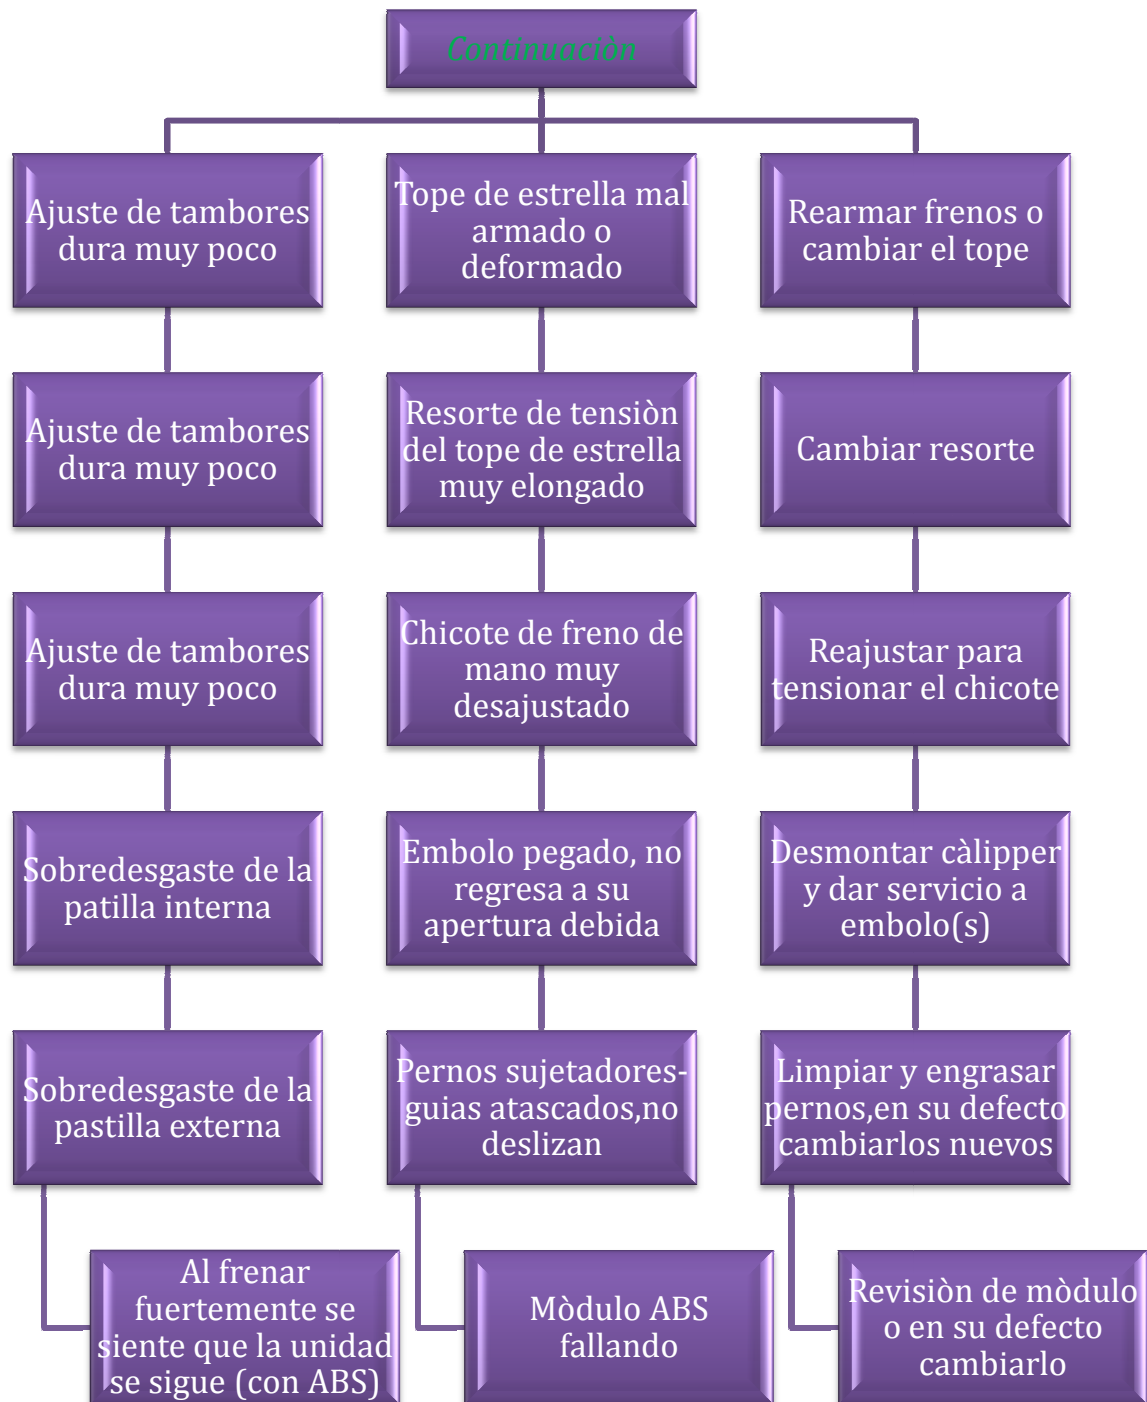 Continuaciòn
Ajuste de tambores
dura muy poco
Tope de estrella mal
armado o
deformado
Rearmar frenos o
cambiar el tope
Ajuste de tambores
dura muy poco
Resorte de tensiòn
del tope de estrella
muy elongado
Cambiar resorte
Ajuste de tambores
dura muy poco
Chicote de freno de
mano muy
desajustado
Reajustar para
tensionar el chicote
Sobredesgaste de la
patilla interna
Embolo pegado, no
regresa a su
apertura debida
Desmontar càlipper
y dar servicio a
embolo(s)
Sobredesgaste de la
pastilla externa
Pernos sujetadores-
guias atascados,no
deslizan
Limpiar y engrasar
pernos,en su defecto
cambiarlos nuevos
Al frenar
fuertemente se
siente que la unidad
se sigue (con ABS)
Mòdulo ABS
fallando
Revisiòn de mòdulo
o en su defecto
cambiarlo